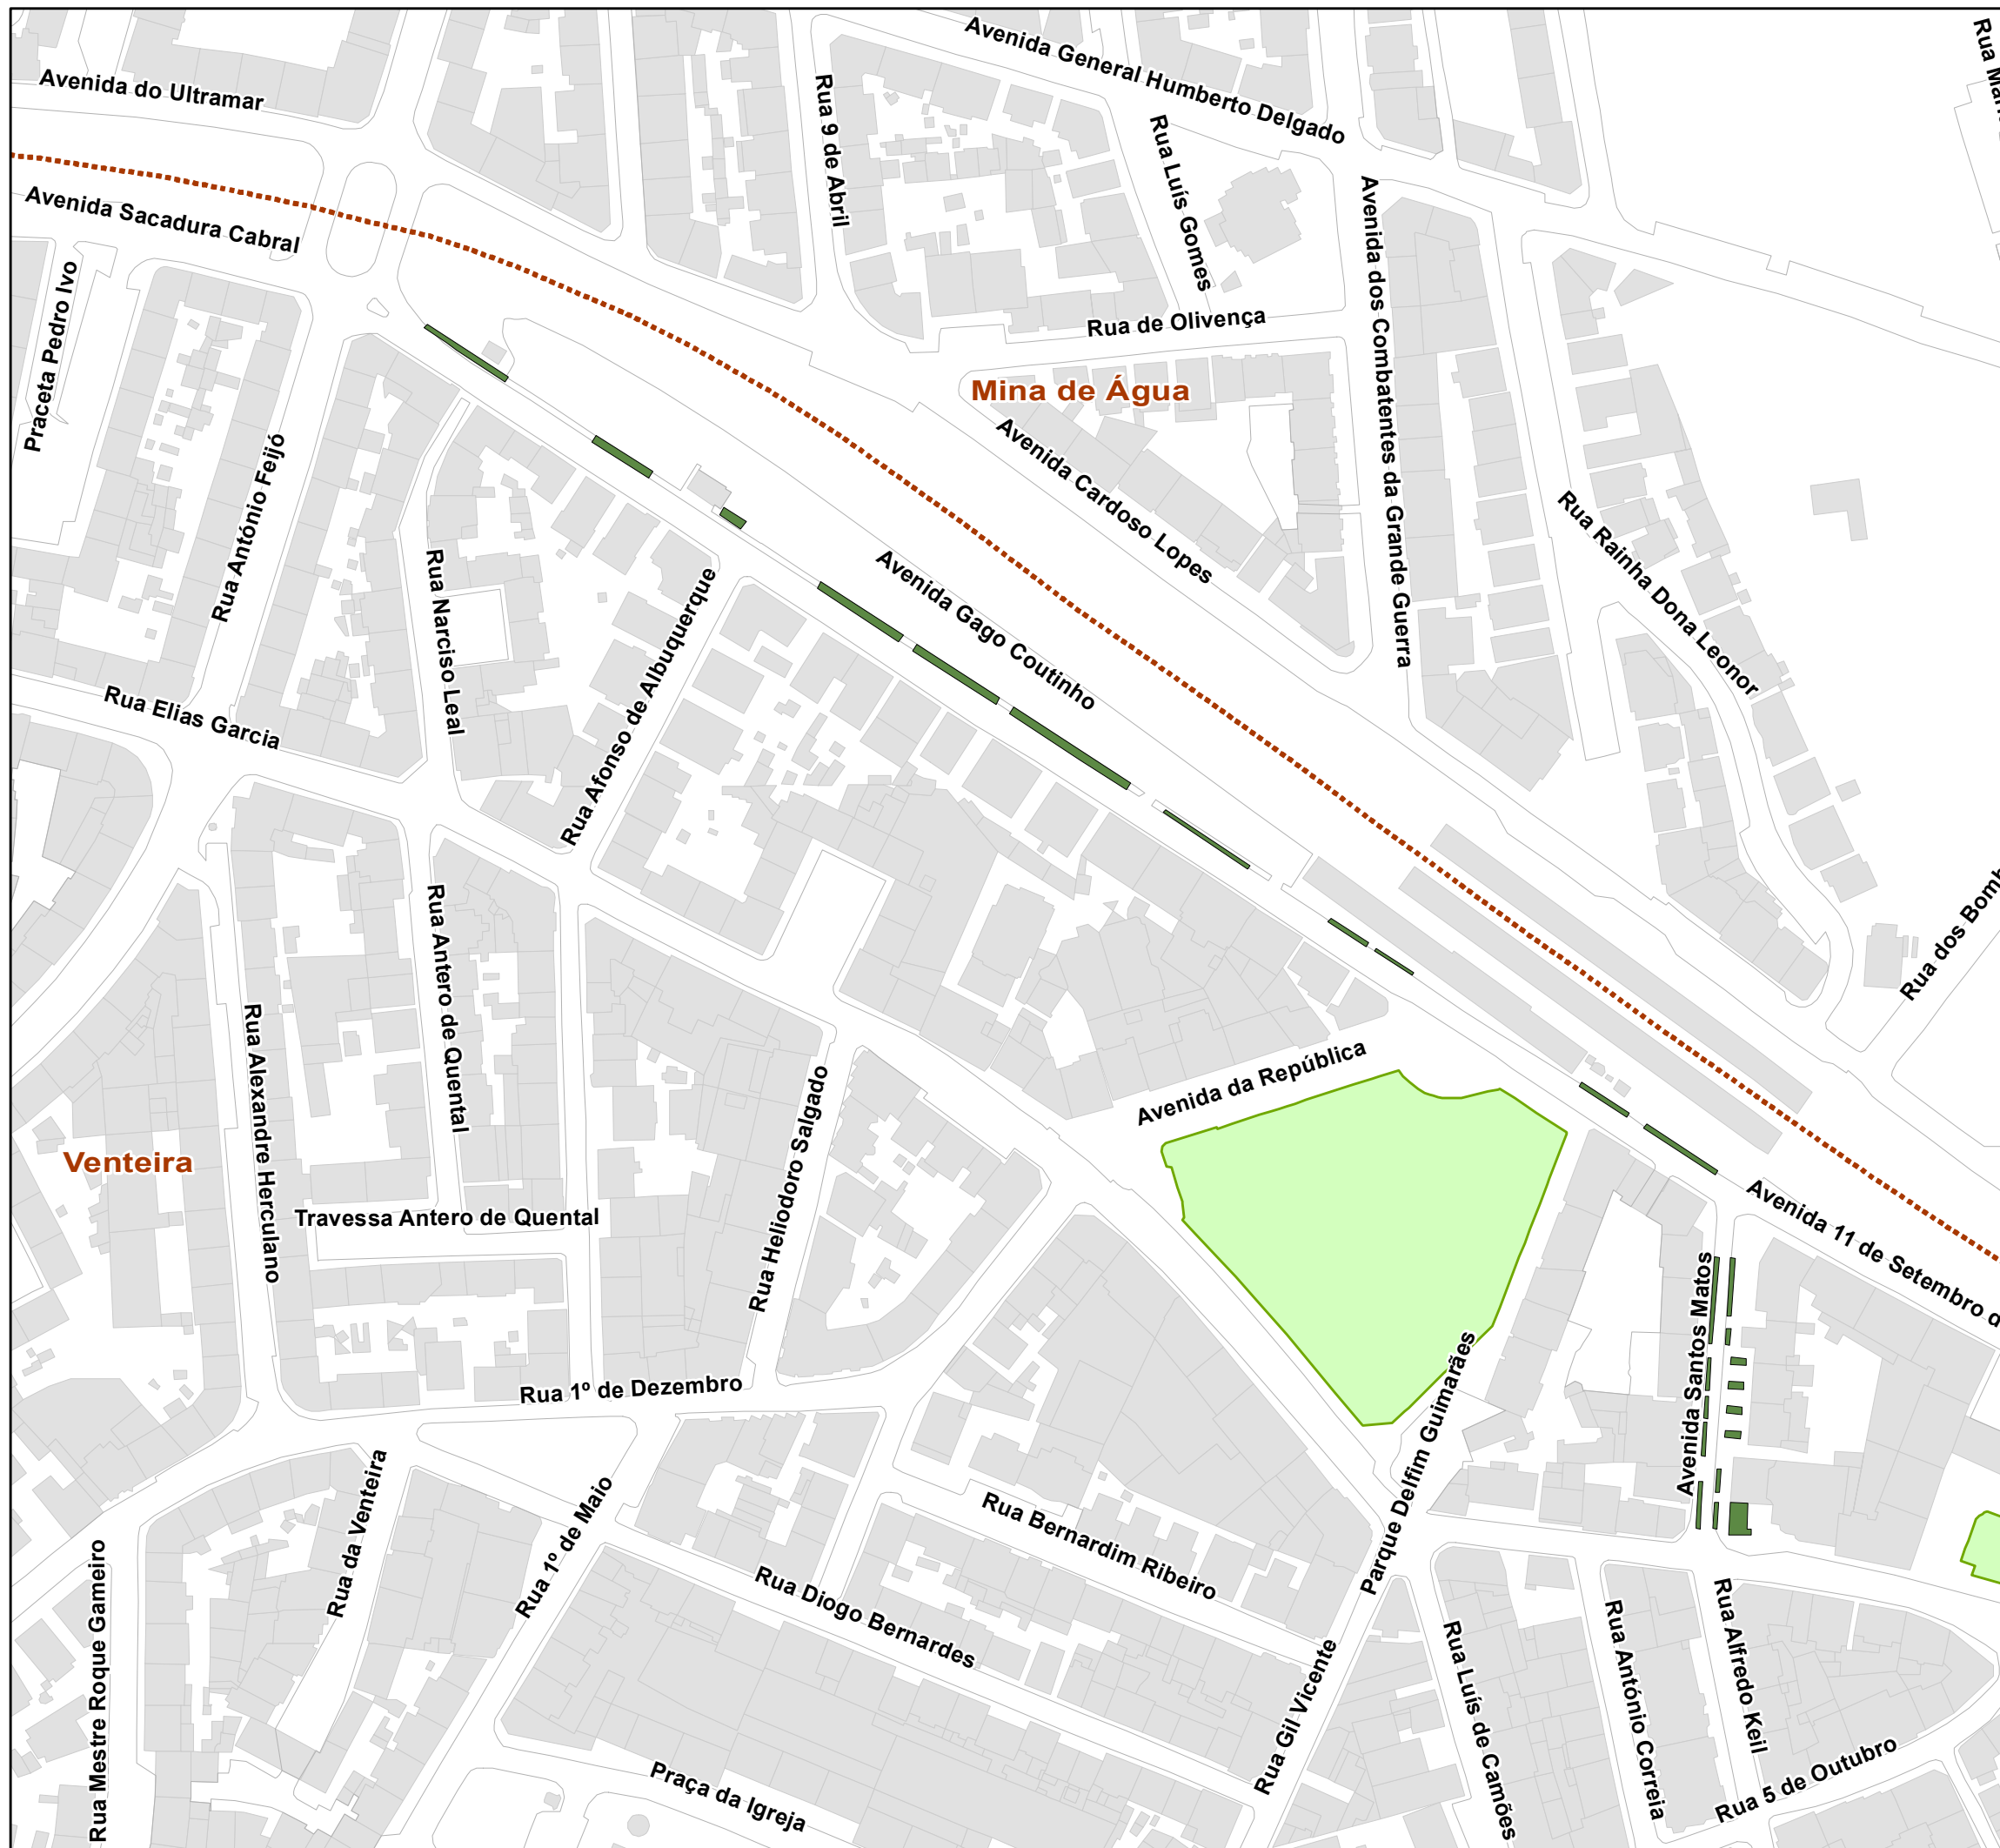 Avenida General Humberto Delgado
Avenida do Ultramar
Rua 9 de Abril
Rua Luís Gomes
Avenida Sacadura Cabral
Avenida dos Combatentes da Grande Guerra
Praceta Pedro Ivo
Rua de Olivença
Mina de Água
Avenida Cardoso Lopes
Rua António Feijó
Rua Rainha Dona Leonor
Rua Narciso Leal
Avenida Gago Coutinho
Rua Afonso de Albuquerque
Rua Elias Garcia
Rua dos Bomb
Rua Antero de Quental
Rua Alexandre Herculano
Avenida da República
Rua Heliodoro Salgado
Venteira
Avenida 11 de Setembro d
Travessa Antero de Quental
Avenida Santos Matos
Parque Delfim Guimarães
Rua 1º de Dezembro
Rua da Venteira
Rua 1º de Maio
Rua Bernardim Ribeiro
Rua Mestre Roque Gameiro
Rua Diogo Bernardes
Rua Gil Vicente
Rua Luís de Camões
Rua António Correia
Rua Alfredo Keil
Rua 5 de Outubro
Praça da Igreja